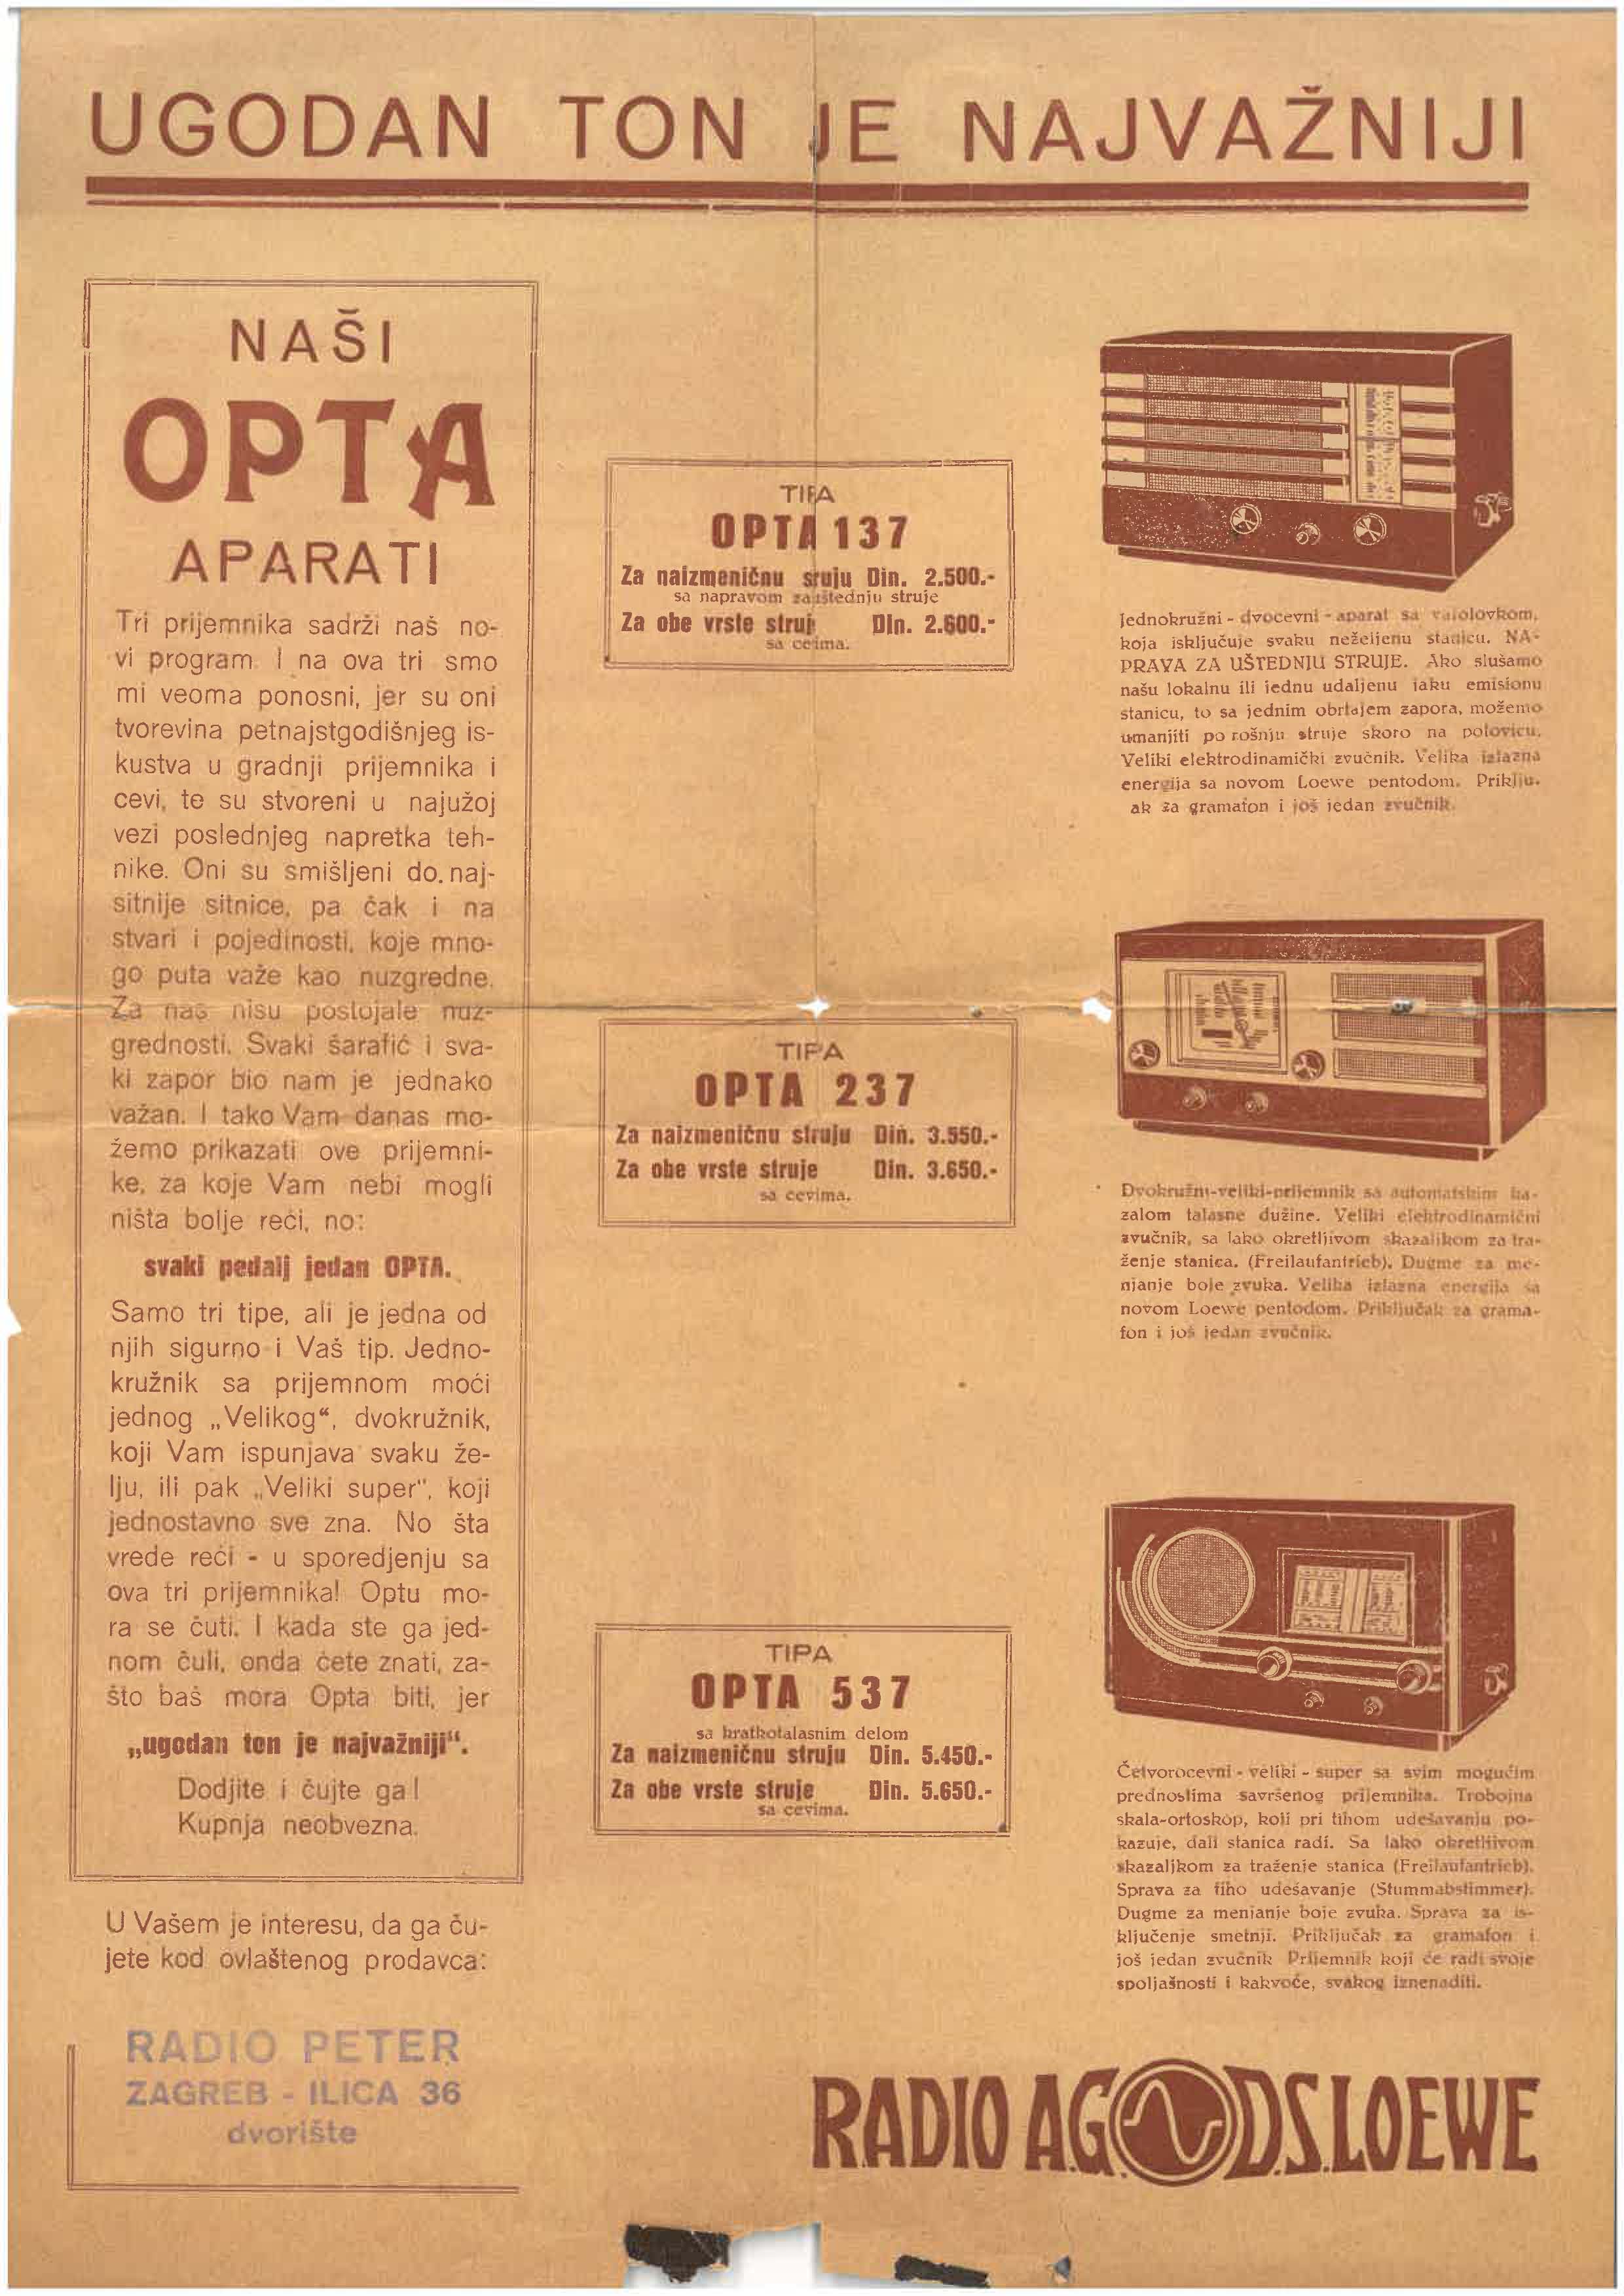 UGODAN TON JE NAJVAŽNIJI
NAŠI
OPTA
APARATI
Tri prijemnika sadrži naš no-
vi program. I na ova tri smo
mi veoma ponosni, jer su oni
tvorevina petnajstgodišnjeg is-
kustva u gradnji prijemnika i
cevi, te su stvoreni u najužoj
vezi poslednjeg napretka teh-
nike. Oni su smišljeni do naj-
sitnije sitnice, pa čak i na
stvari i pojedinosti, koje mno-
go puta važe kao nuzgredne.
Za nas nisu postojale nuz-
grednosti. Svaki šarafić i sva-
ki zapor bio nam je jednako
važan. I tako Vam danas mo-
žemo prikazati ove prijemni-
ke, za koje Vam nebi mogli
ništa bolje reći, no:
svaki pedalj jedan OPTA.
Samo tri tipe, ali je jedna od
njih sigurno i Vaš tip. Jedno-
kružnik sa prijemnom moći
jednog „Velikog“, dvokružnik,
koji Vam ispunjava svaku že-
lju, ili pak „Veliki super“, koji
jednostavno sve zna. No šta
vrede reći - u sporedjenju sa
ova tri prijemnika! Optu mo-
ra se čuti. I kada ste ga jed-
nom čuli, onda ćete znati, za-
što baš mora Opta biti, jer
„ugodan ton je najvažniji“.
Dodjite i čujte ga!
Kupnja neobvezna.
U Vašem je interesu, da ga ču-
jete kod ovlaštenog prodavca:
RADIO PETER
ZAGREB - ILICA 36
dvorište
TIPA
OPTA 137
Za naizmeničnu struju Din. 2.500.-
sa napravom za uštednju struje
Za obe vrste struje Din. 2.600.-
sa cevima.
Jednokružni - dvocevni - aparat sa valolovkom,
koja isključuje svaku neželjenu stanicu. NA-
PRAVA ZA UŠTEDNJU STRUJE. Ako slušamo
našu lokalnu ili jednu udaljenu jaku emisionu
stanicu, to sa jednim obrtajem zapora, možemo
umanjiti potrošnju struje skoro na polovicu.
Veliki elektrodinamički zvučnik. Velika izlazna
energija sa novom Loewe pentodom. Priklju-
ak za gramafon i još jedan zvučnik.
TIPA
OPTA 237
Za naizmeničnu struju Din. 3.550.-
Za obe vrste struje Din. 3.650.-
sa cevima.
Dvokružni-veliki-prijemnik sa automatskim ka-
zalom talasne dužine. Veliki elektrodinamični
zvučnik, sa lako okretljivom skazaljkom za tra-
ženje stanica. (Freilaufantrieb). Dugme za me-
njanje boje zvuka. Velika izlazna energija sa
novom Loewe pentodom. Priključak za grama-
fon i još jedan zvučnik.
TIPA
OPTA 537
sa kratkotalasnim delom
Za naizmeničnu struju Din. 5.450.-
Za obe vrste struje Din. 5.650.-
sa cevima.
Četvorocevni - veliki - super sa svim mogućim
prednostima savršenog prijemnika. Trobojna
skala-ortoskop, koji pri tihom udešavanju po-
kazuje, dali stanica radi. Sa lako okretljivom
skazaljkom za traženje stanica (Freilaufantrieb).
Sprava za tiho udešavanje (Stummabstimmer).
Dugme za menjanje boje zvuka. Sprava za is-
ključenje smetnji. Priključak za gramafon i
još jedan zvučnik. Prijemnik koji će radi svoje
spoljašnosti i kakvoće, svakog iznenaditi.
RADIO A.G. D.S.LOEWE